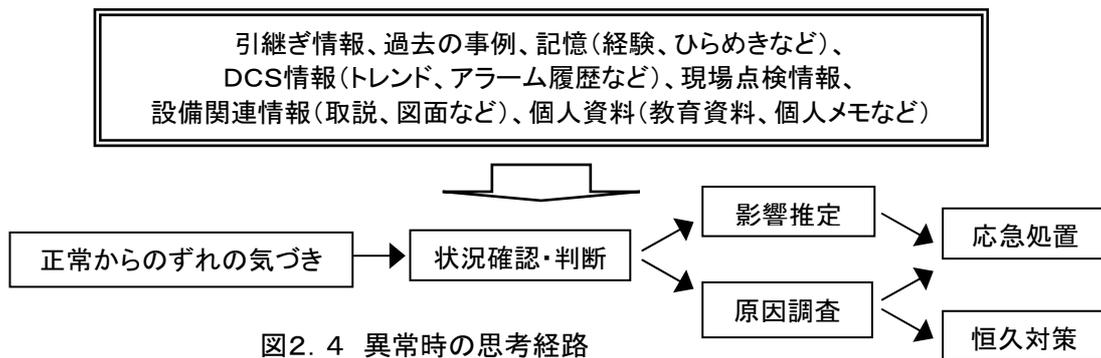 引継ぎ情報、過去の事例、記憶(経験、ひらめきなど)、
DCS情報(トレンド、アラーム履歴など)、現場点検情報、
設備関連情報(取説、図面など)、個人資料(教育資料、個人メモなど)
正常からのずれの気づき
状況確認・判断
影響推定
原因調査
応急処置
恒久対策
図2.4 異常時の思考経路